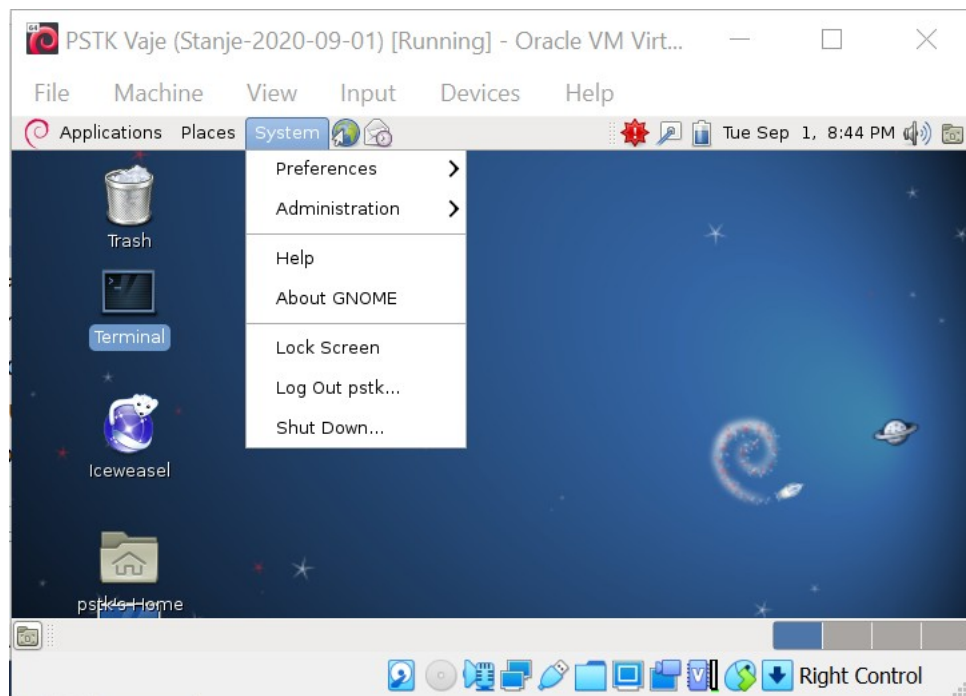 64
PSTK Vaje (Stanje-2020-09-01) [Running] - Oracle VM Virt...
File Machine View Input Devices Help
Applications Places System Tue Sep 1, 8:44 PM
Preferences
Administration
Help
About GNOME
Lock Screen
Log Out pstk...
Shut Down...
Trash
Terminal
Iceweasel
pstk's Home
Right Control